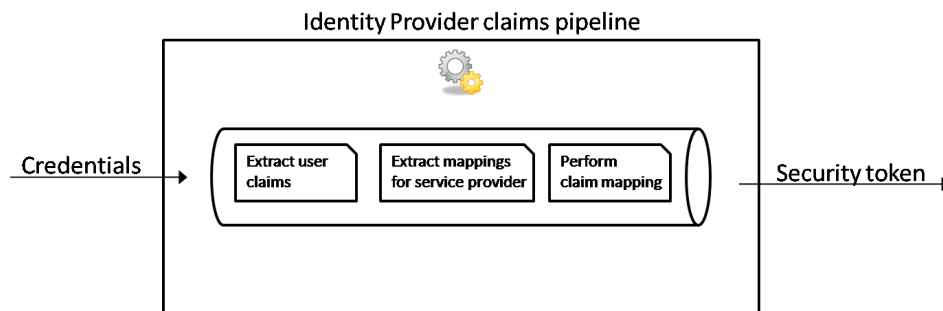 Identity Provider claims pipeline
Credentials
Extract user
claims
Extract mappings
for service provider
Perform
claim mapping
Security token